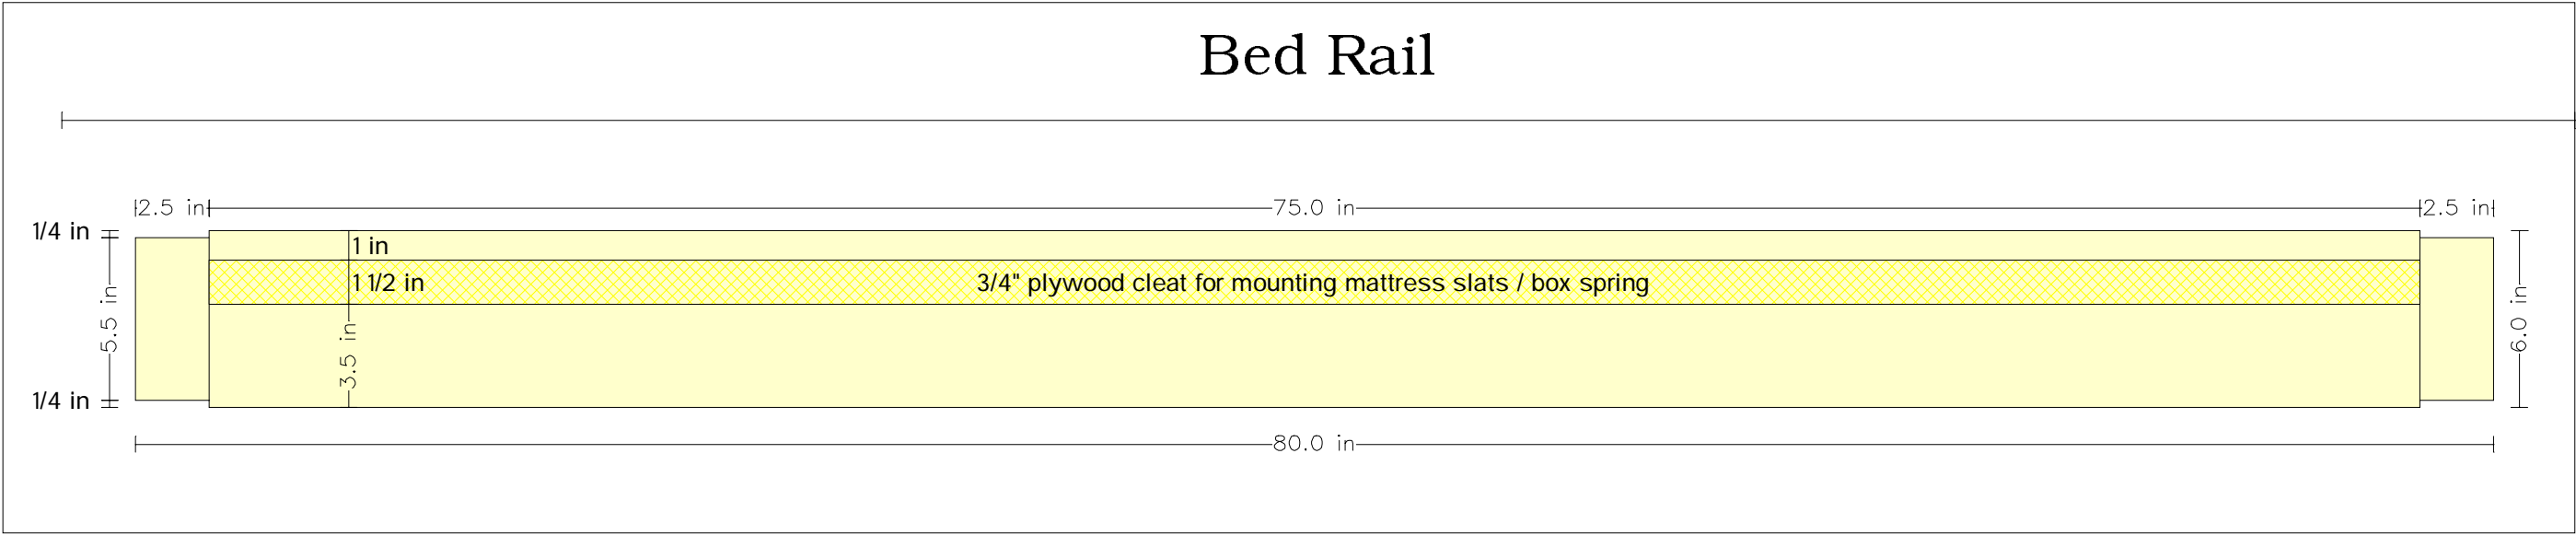 Bed Rail
2.5 in
75.0 in
2.5 in
1/4 in
1 in
1 1/2 in
3/4" plywood cleat for mounting mattress slats / box spring
5.5 in
3.5 in
6.0 in
1/4 in
80.0 in